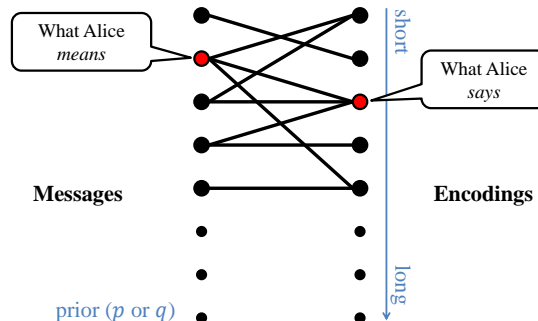 What Alice
means
short
What Alice
says
Messages
Encodings
long
prior (p or q)